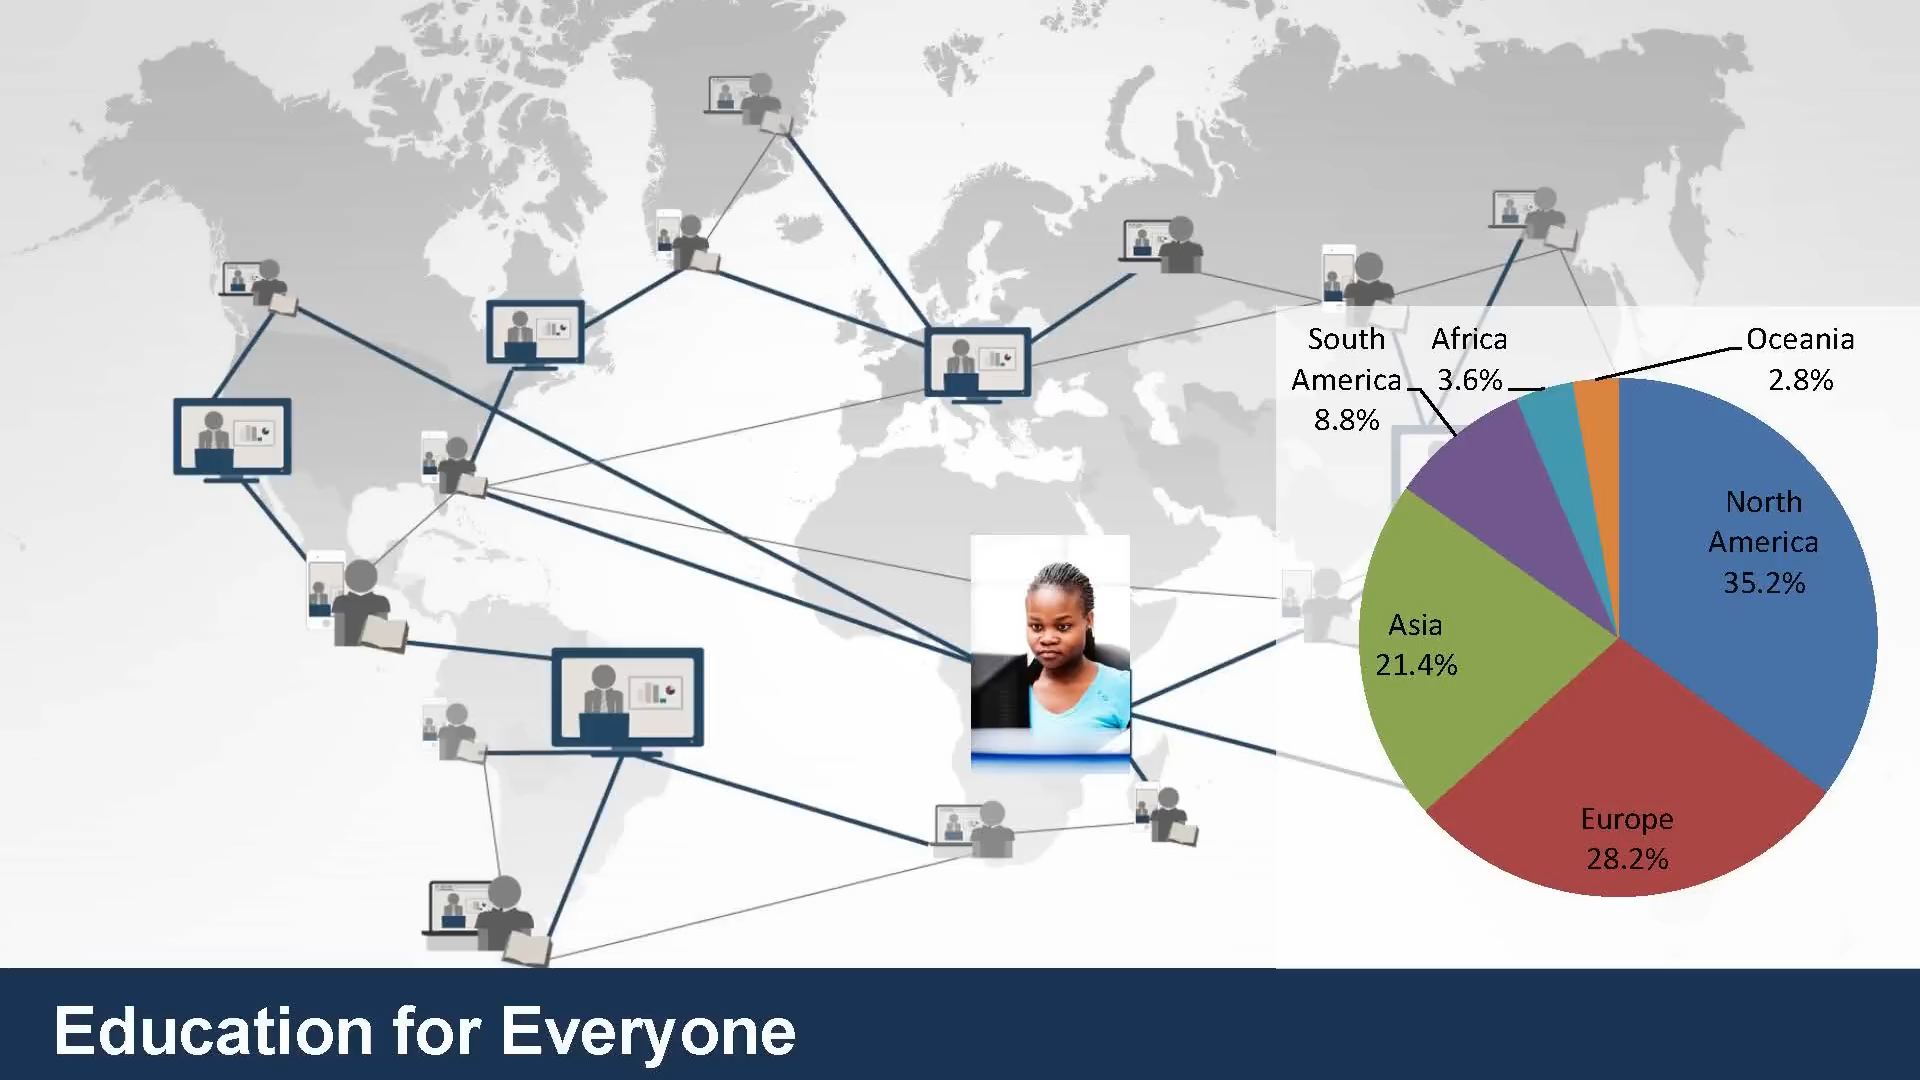 South
America
8.8%
Africa
3.6%
Oceania
2.8%
North
America
35.2%
Asia
21.4%
Europe
28.2%
Education for Everyone